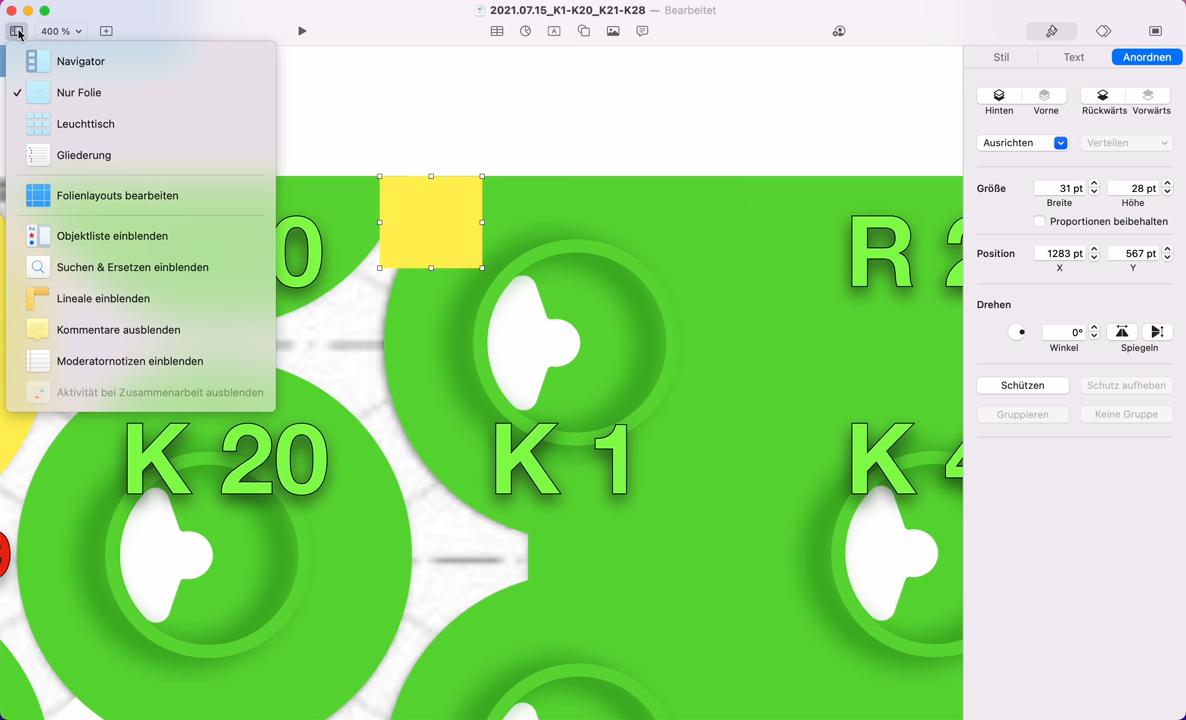 2021.07.15_K1-K20_K21-K28 — Bearbeitet
400 %
Navigator
Nur Folie
Leuchttisch
Gliederung
Folienlayouts bearbeiten
Objektliste einblenden
Suchen & Ersetzen einblenden
Lineale einblenden
Kommentare ausblenden
Moderatornotizen einblenden
Aktivität bei Zusammenarbeit ausblenden
0
R 2
K 20
K 1
K 4
Stil
Text
Anordnen
Hinten
Vorne
Rückwärts
Vorwärts
Ausrichten
Verteilen
Größe
31 pt
28 pt
Breite
Höhe
Proportionen beibehalten
Position
1283 pt
567 pt
X
Y
Drehen
0°
Winkel
Spiegeln
Schützen
Schutz aufheben
Gruppieren
Keine Gruppe